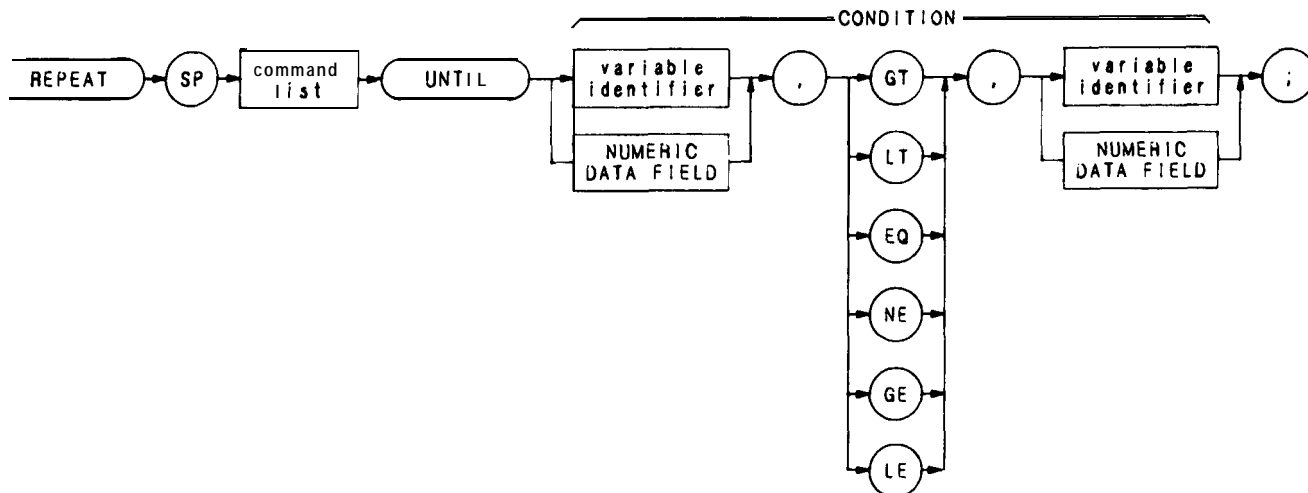 CONDITION
REPEAT SP command list UNTIL variable identifier , GT , variable identifier ;
NUMERIC DATA FIELD LT NUMERIC DATA FIELD
EQ
NE
GE
LE